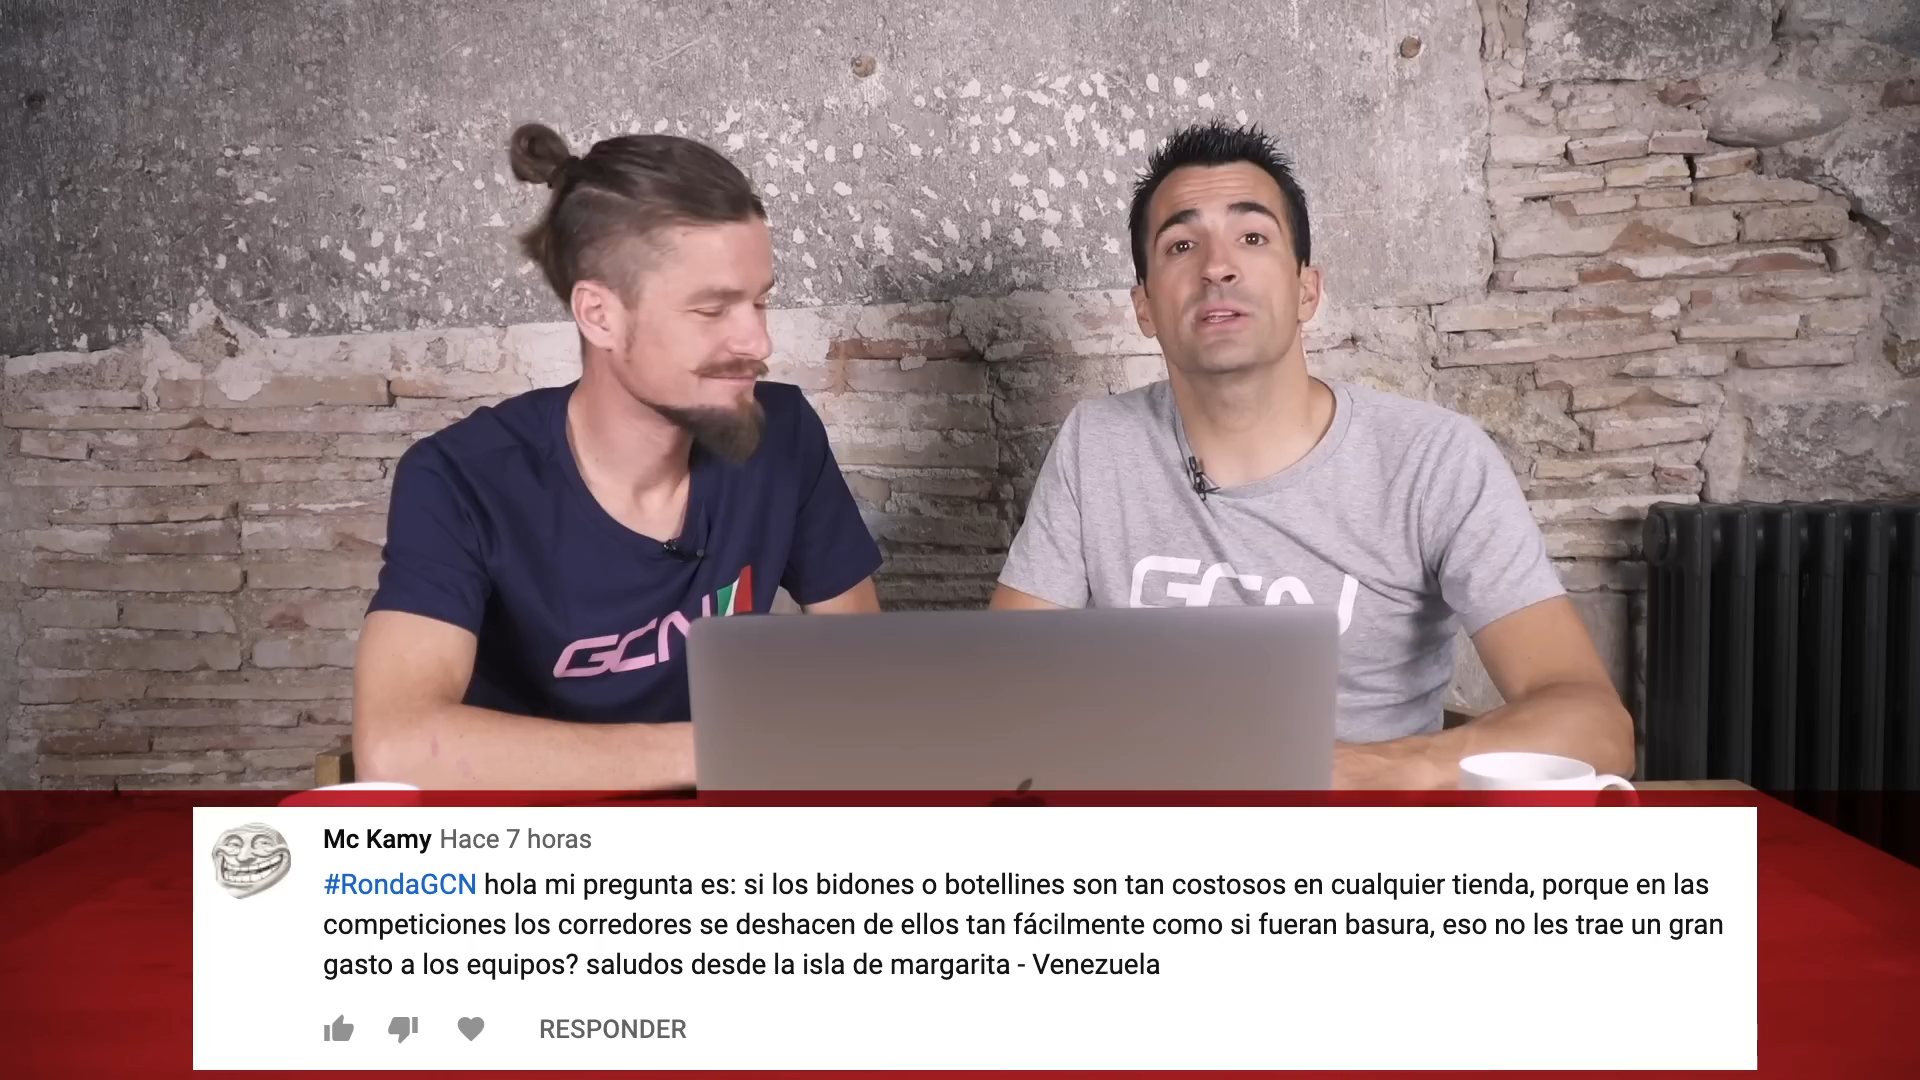 GCN
GCN
Mc Kamy Hace 7 horas
#RondaGCN hola mi pregunta es: si los bidones o botellines son tan costosos en cualquier tienda, porque en las
competiciones los corredores se deshacen de ellos tan fácilmente como si fueran basura, eso no les trae un gran
gasto a los equipos? saludos desde la isla de margarita - Venezuela
RESPONDER